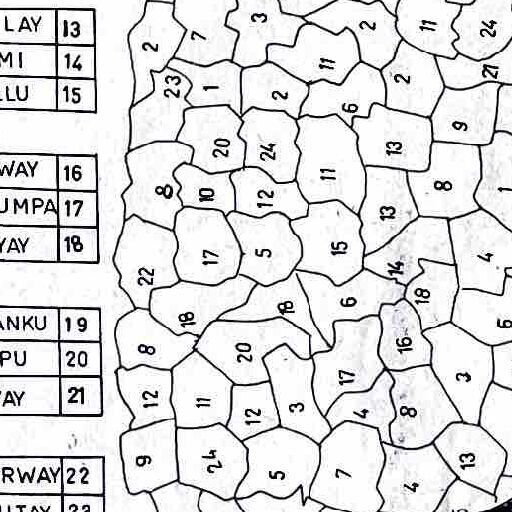 LAY 13
MI 14
LLU 15
WAY 16
UMPA 17
YAY 18
ANKU 19
PU 20
YAY 21
RWAY 22
2 7 3 2 11 24
23 1 2 11 2 21
20 24 6 13 9
8 10 12 11 13 8 1
22 17 5 15 14 4
18 18 6 18 6
8 20 16 3
12 11 12 3 17 4 8
9 24 5 7 4 13